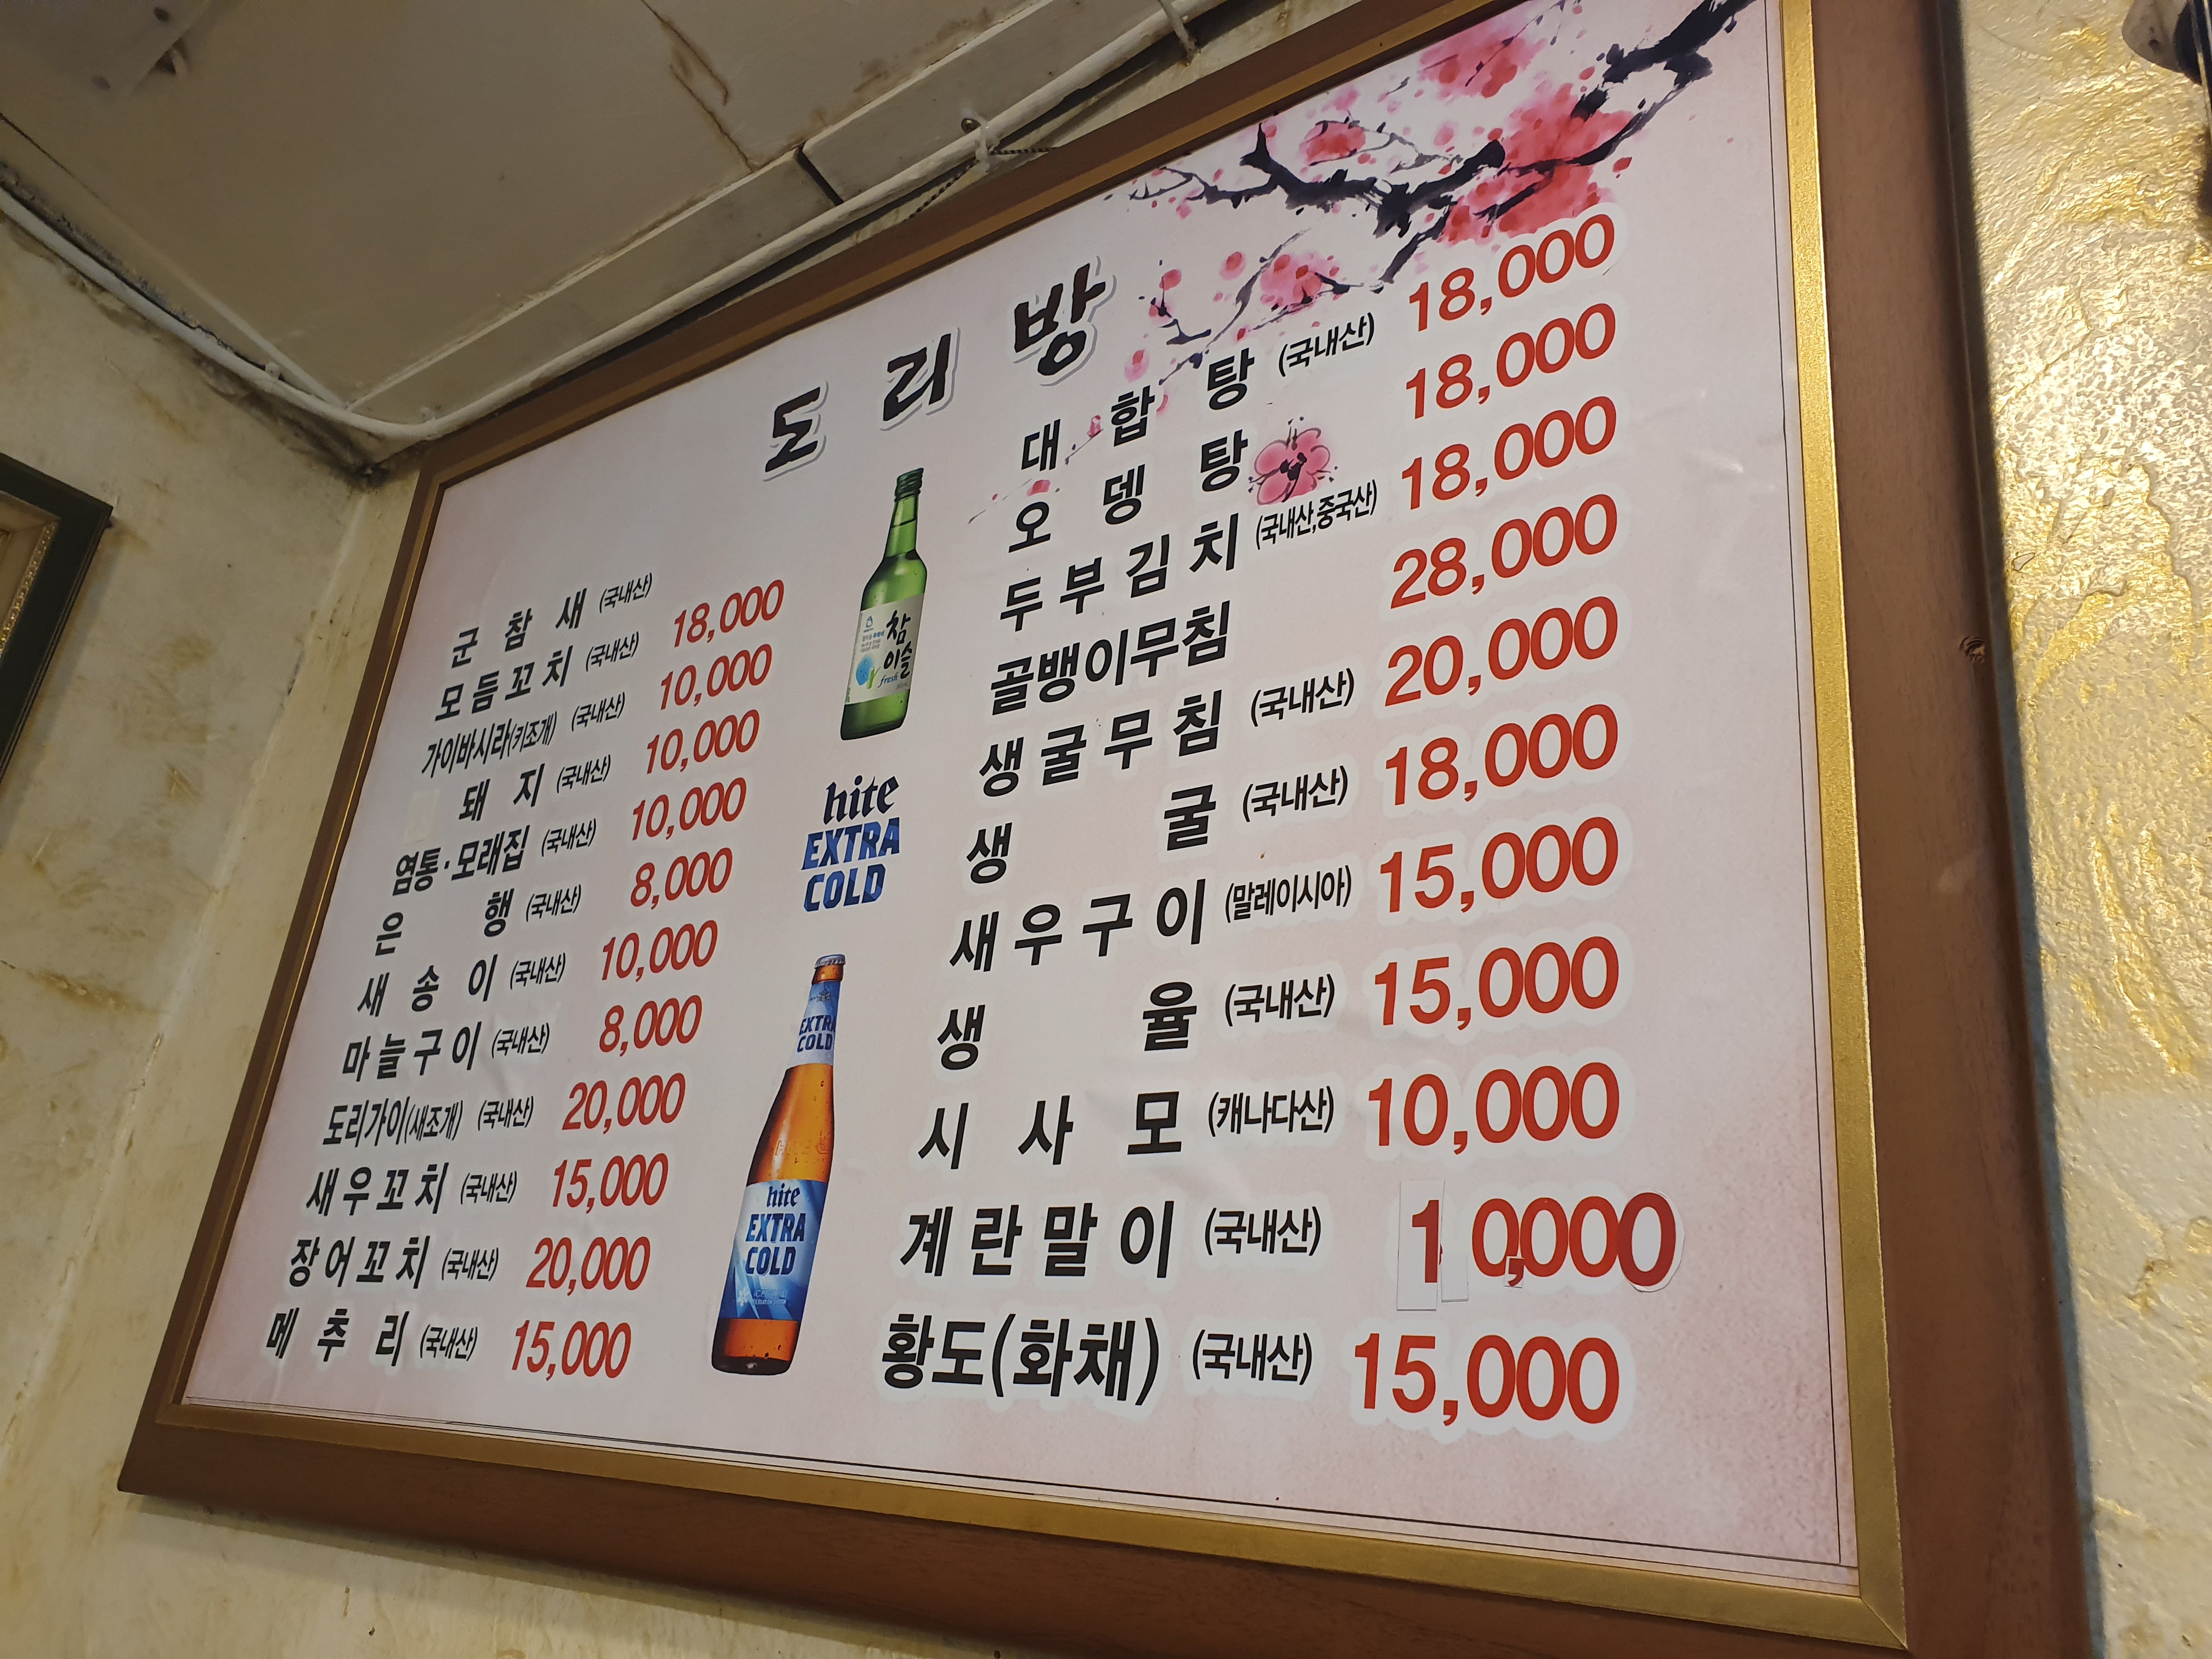 도리방
군참새 (국내산)
모듬꼬치 (국내산) 18,000
가이바시라(키조개) (국내산) 10,000
돼지 (국내산) 10,000
염통·모래집 (국내산) 10,000
은행 (국내산) 8,000
새송이 (국내산) 10,000
마늘구이 (국내산) 8,000
도리가이(새조개) (국내산) 20,000
새우꼬치 (국내산) 15,000
장어꼬치 (국내산) 20,000
메추리 (국내산) 15,000
참
이슬
fresh
hite
EXTRA
COLD
EXTRA
COLD
hite
EXTRA
COLD
대합탕 (국내산) 18,000
오뎅탕 18,000
두부김치 (국내산,중국산) 18,000
골뱅이무침 28,000
생굴무침 (국내산) 20,000
생굴 (국내산) 18,000
새우구이 (말레이시아) 15,000
생율 (국내산) 15,000
시사모 (캐나다산) 10,000
계란말이 (국내산) 10,000
황도(화채) (국내산) 15,000